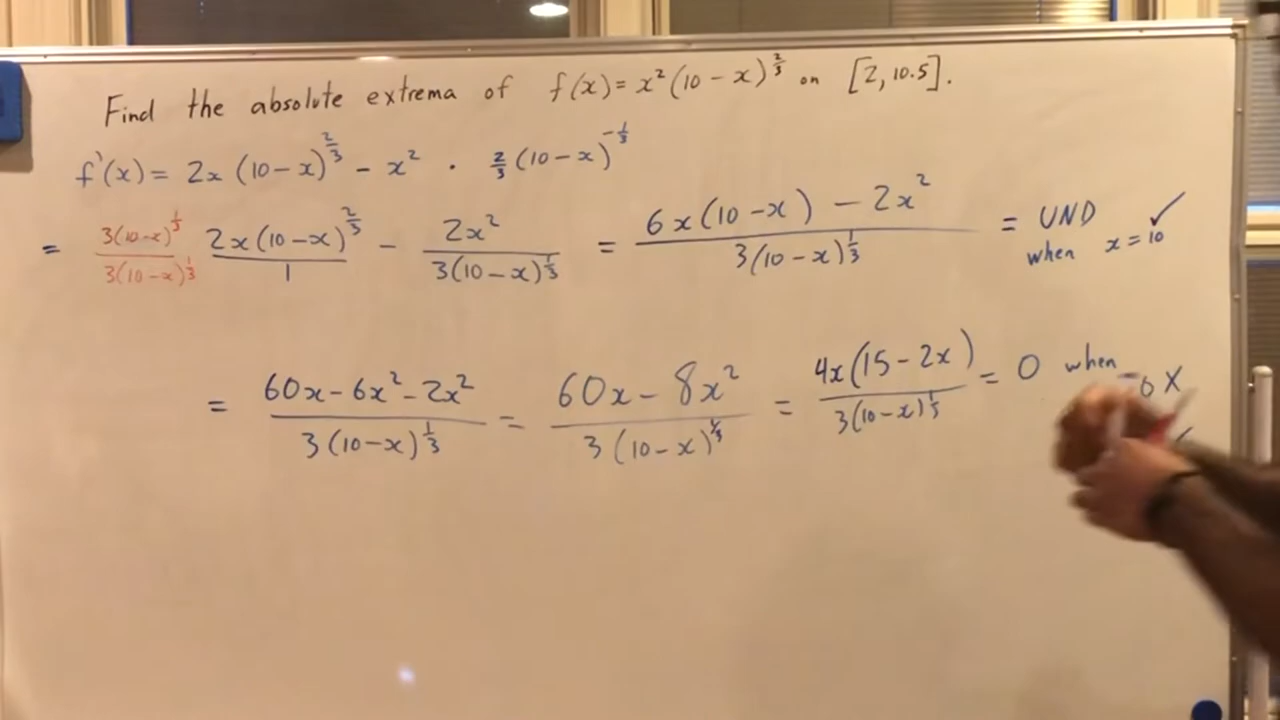 Find the absolute extrema of f(x) = x²(10 - x)^(2/3) on [2, 10.5].
f'(x) = 2x (10-x)^(2/3) - x² · 2/3 (10-x)^(-1/3)
= 3(10-x)^(1/3) / 3(10-x)^(1/3) 2x(10-x)^(2/3) / 1 - 2x² / 3(10-x)^(1/3) = 6x(10-x) - 2x² / 3(10-x)^(1/3) = UND when x = 10 ✓
= 60x - 6x² - 2x² / 3(10-x)^(1/3) = 60x - 8x² / 3(10-x)^(1/3) = 4x(15-2x) / 3(10-x)^(1/3) = 0 when